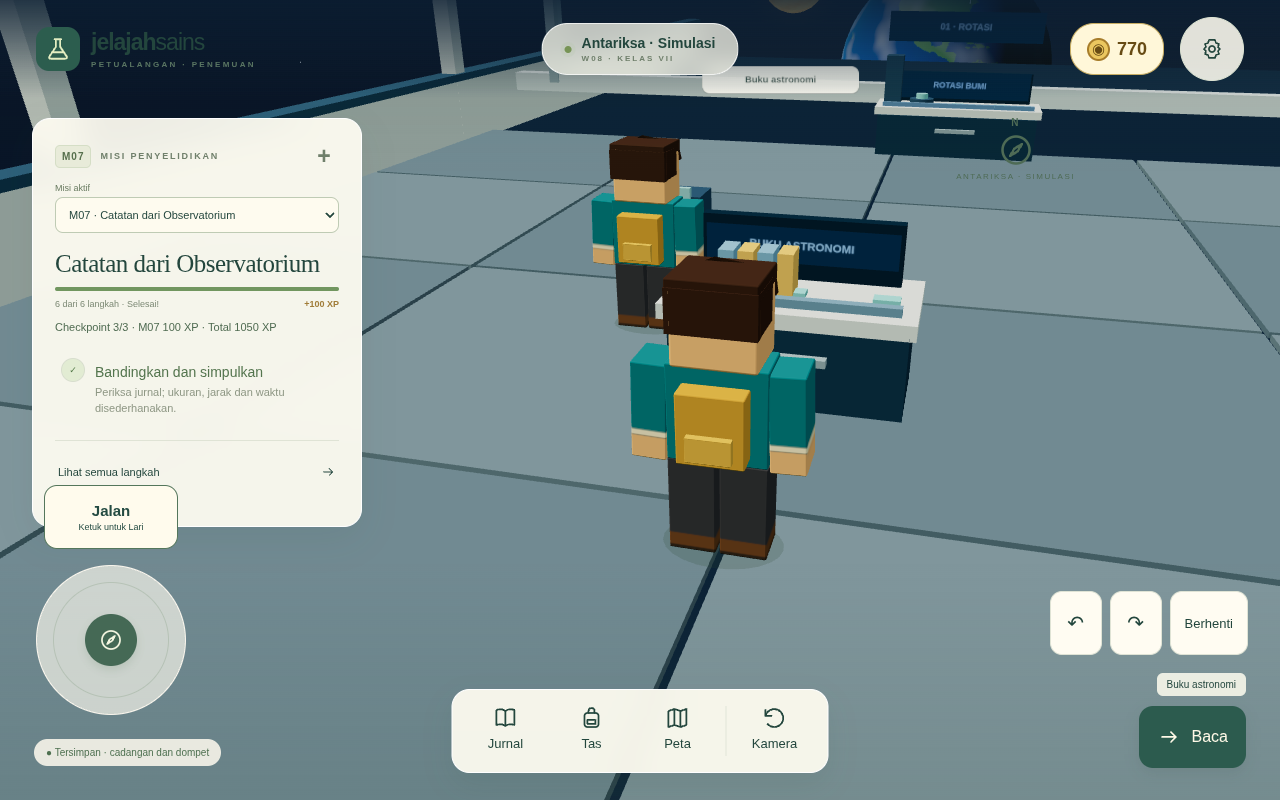 jelajahsains
PETUALANGAN · PENEMUAN
Antariksa · Simulasi
W08 · KELAS VII
01 · ROTASI
770
Buku astronomi
ROTASI BUMI
N
ANTARIKSA · SIMULASI
M07 MISI PENYELIDIKAN
Misi aktif
M07 · Catatan dari Observatorium
Catatan dari Observatorium
6 dari 6 langkah · Selesai! +100 XP
Checkpoint 3/3 · M07 100 XP · Total 1050 XP
✓ Bandingkan dan simpulkan
Periksa jurnal; ukuran, jarak dan waktu
disederhanakan.
Lihat semua langkah
BUKU ASTRONOMI
Jalan
Ketuk untuk Lari
Berhenti
Buku astronomi
Baca
Jurnal Tas Peta Kamera
Tersimpan · cadangan dan dompet